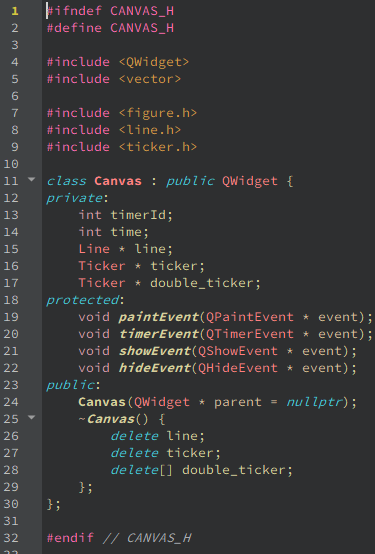 1 #ifndef CANVAS_H
2 #define CANVAS_H
3
4 #include <QWidget>
5 #include <vector>
6
7 #include <figure.h>
8 #include <line.h>
9 #include <ticker.h>
10
11 class Canvas : public QWidget {
12 private:
13     int timerId;
14     int time;
15     Line * line;
16     Ticker * ticker;
17     Ticker * double_ticker;
18 protected:
19     void paintEvent(QPaintEvent * event);
20     void timerEvent(QTimerEvent * event);
21     void showEvent(QShowEvent * event);
22     void hideEvent(QHideEvent * event);
23 public:
24     Canvas(QWidget * parent = nullptr);
25     ~Canvas() {
26         delete line;
27         delete ticker;
28         delete[] double_ticker;
29     };
30 };
31
32 #endif // CANVAS_H